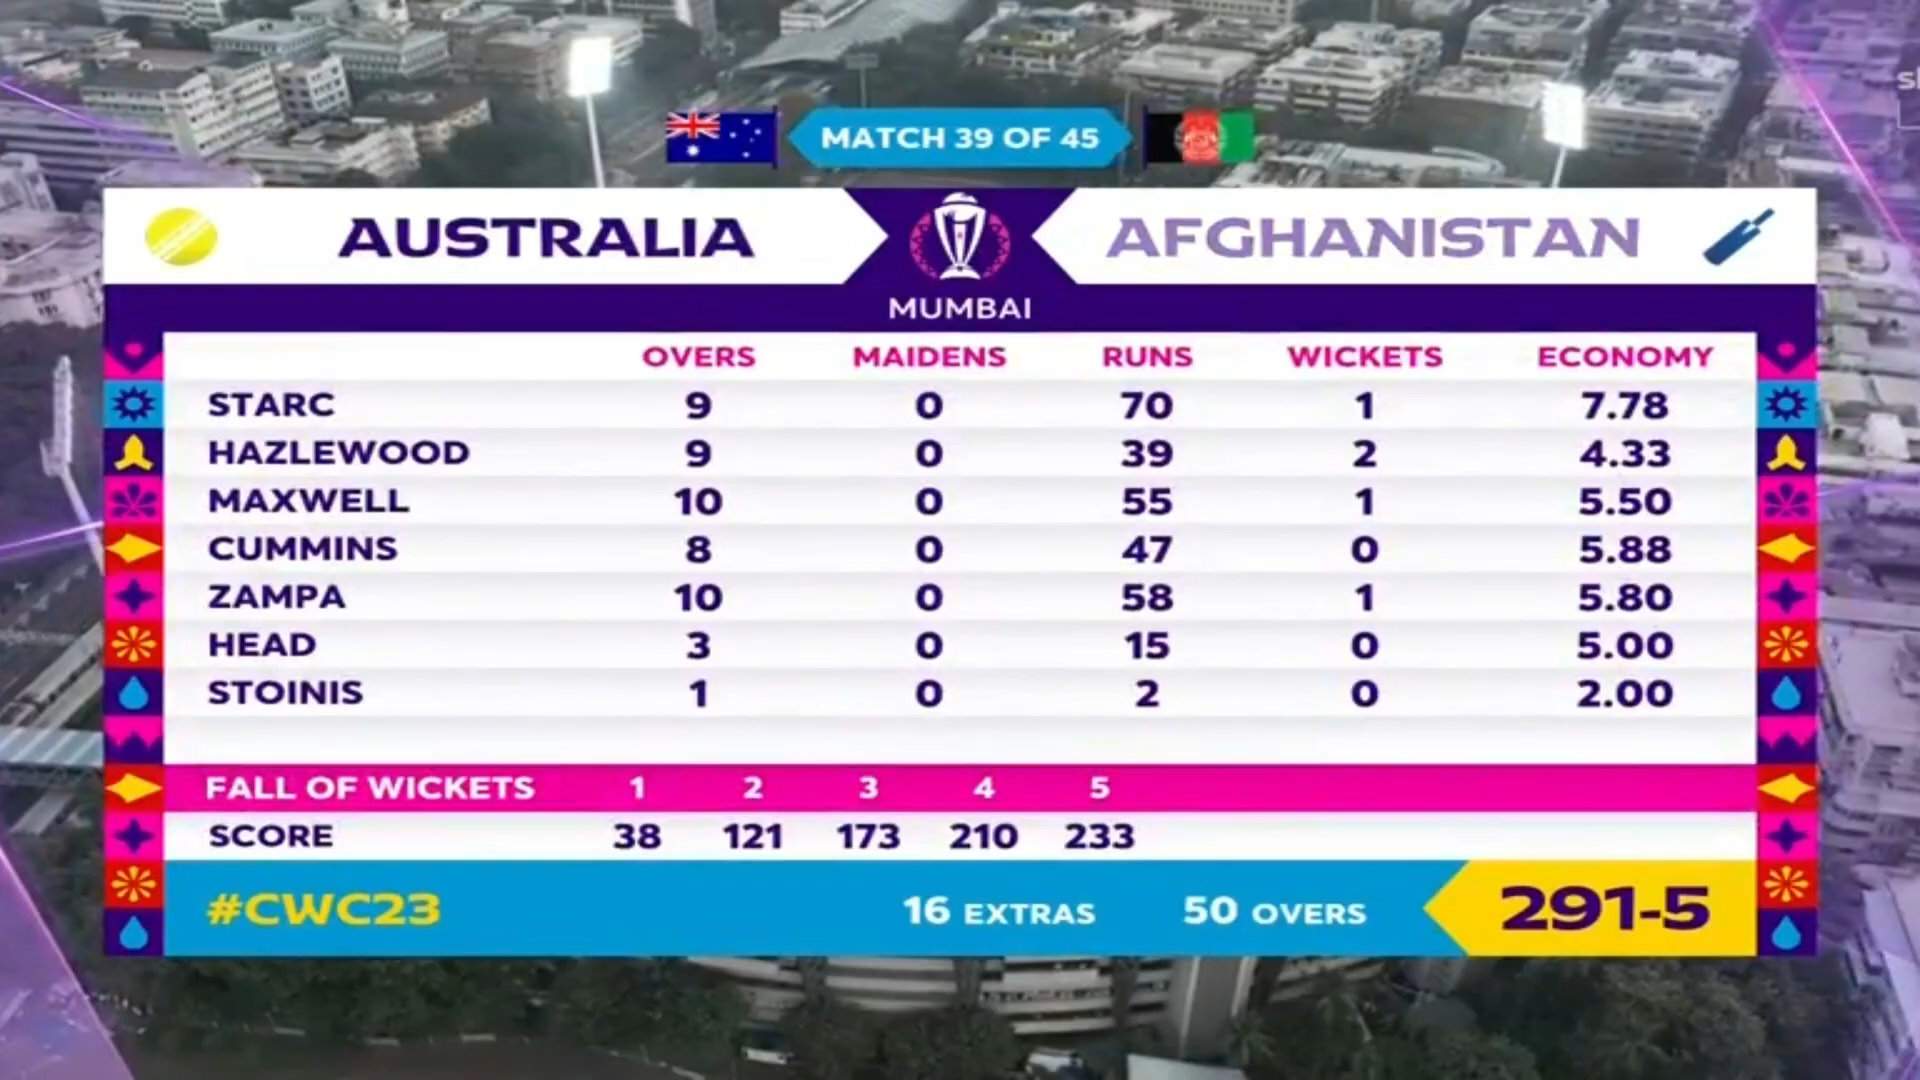 MATCH 39 OF 45
AUSTRALIA AFGHANISTAN
MUMBAI
OVERS MAIDENS RUNS WICKETS ECONOMY
STARC 9 0 70 1 7.78
HAZLEWOOD 9 0 39 2 4.33
MAXWELL 10 0 55 1 5.50
CUMMINS 8 0 47 0 5.88
ZAMPA 10 0 58 1 5.80
HEAD 3 0 15 0 5.00
STOINIS 1 0 2 0 2.00
FALL OF WICKETS 1 2 3 4 5
SCORE 38 121 173 210 233
#CWC23 16 EXTRAS 50 OVERS 291-5